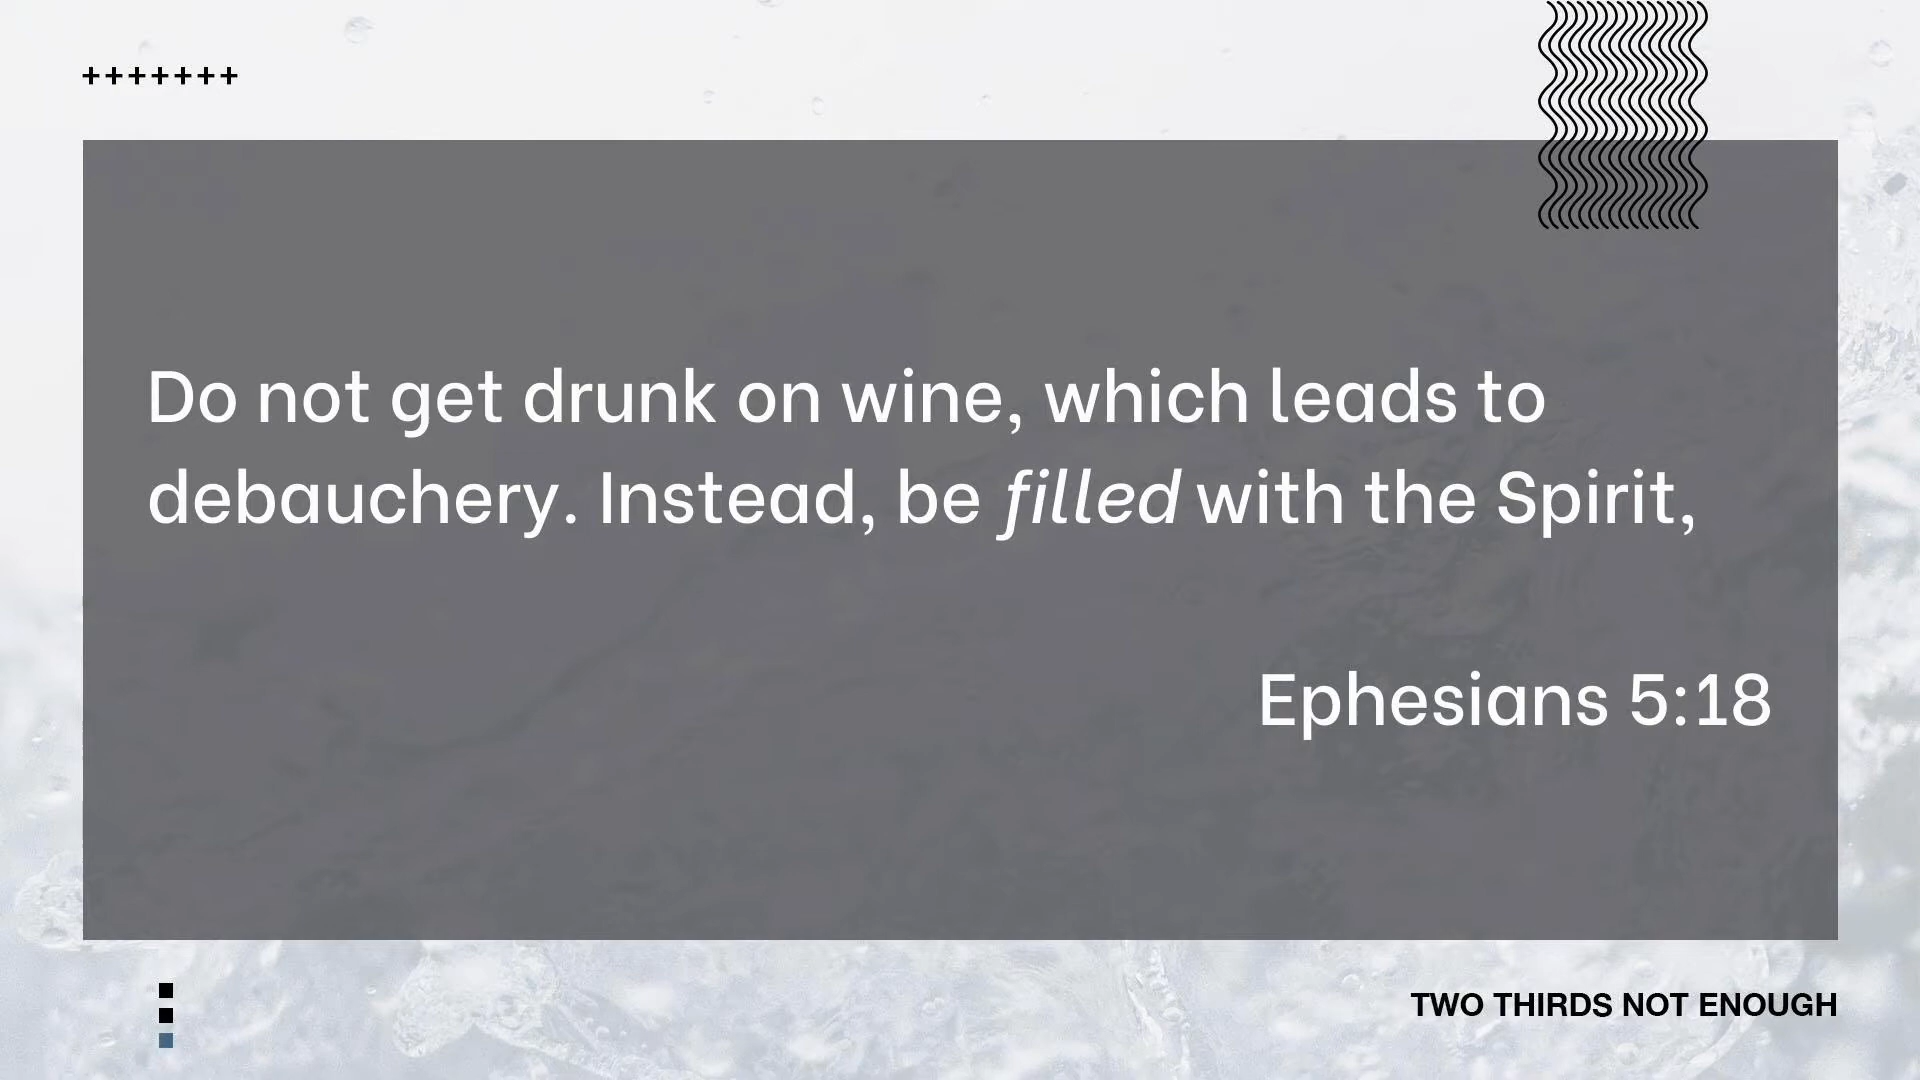 +++++++
Do not get drunk on wine, which leads to
debauchery. Instead, be filled with the Spirit,
Ephesians 5:18
TWO THIRDS NOT ENOUGH